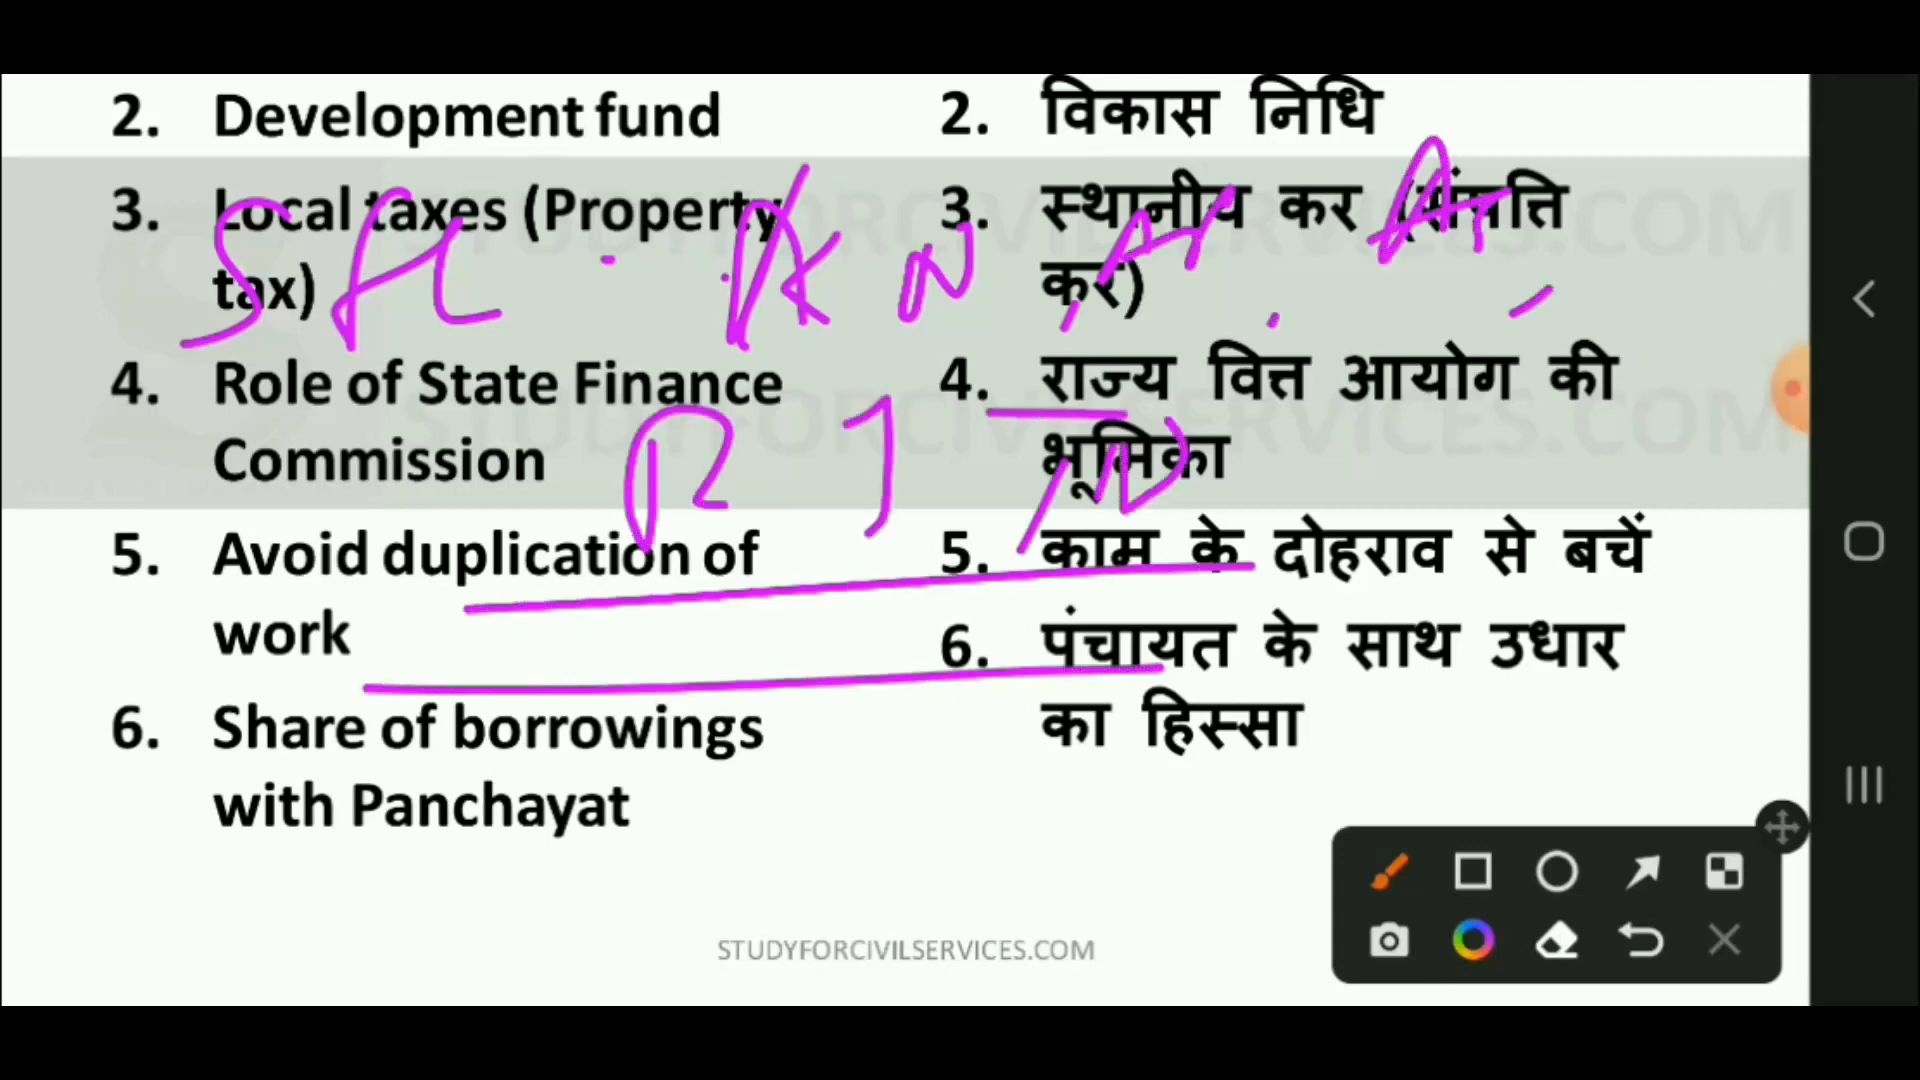 2. Development fund
3. Local taxes (Property
tax)
4. Role of State Finance
Commission
5. Avoid duplication of
work
6. Share of borrowings
with Panchayat
2. विकास निधि
3. स्थानीय कर (संपत्ति
कर)
4. राज्य वित्त आयोग की
भूमिका
5. काम के दोहराव से बचें
6. पंचायत के साथ उधार
का हिस्सा
STUDYFORCIVILSERVICES.COM